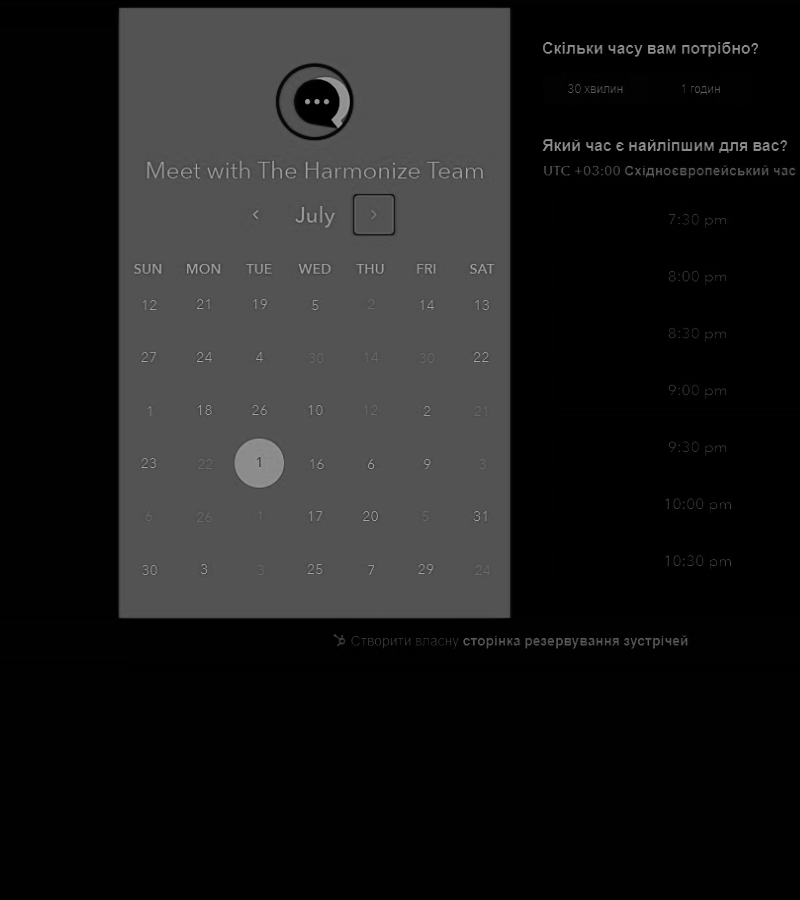 Meet with The Harmonize Team
July
SUN MON TUE WED THU FRI SAT
12 21 19 5 2 14 13
27 24 4 30 14 30 22
1 18 26 10 12 2 21
23 22 1 16 6 9 3
6 26 1 17 20 5 31
30 3 3 25 7 29 24
Скільки часу вам потрібно?
30 хвилин 1 годин
Який час є найліпшим для вас?
UTC +03:00 Східноєвропейський час
7:30 pm
8:00 pm
8:30 pm
9:00 pm
9:30 pm
10:00 pm
10:30 pm
Створити власну сторінка резервування зустрічей